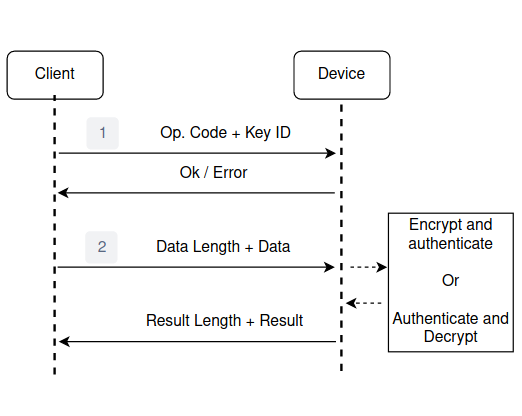 Client
Device
1
Op. Code + Key ID
Ok / Error
2
Data Length + Data
Encrypt and
authenticate
Or
Authenticate and
Decrypt
Result Length + Result